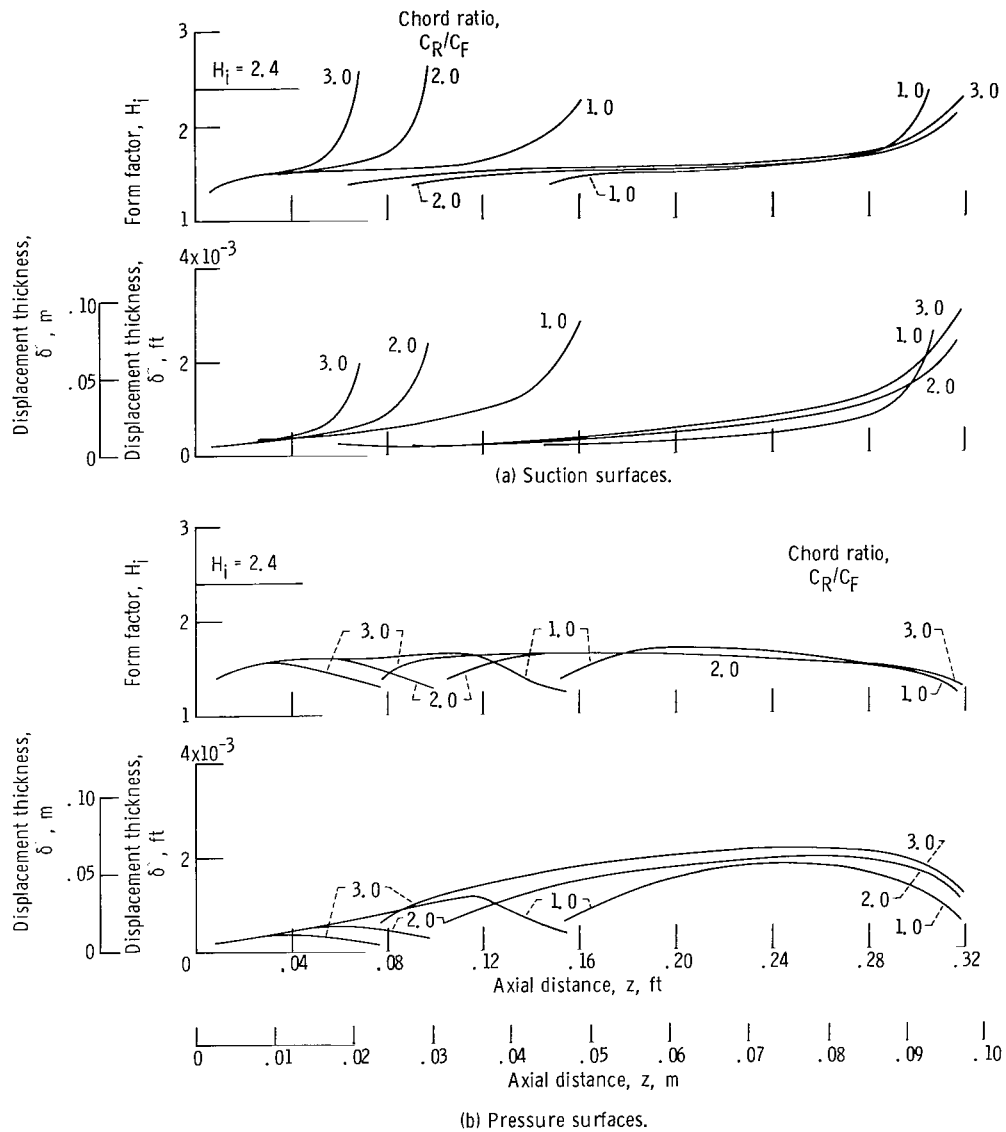 Chord ratio,
C_R/C_F
3
H_i = 2.4
3.0
2.0
1.0
1.0
3.0
2
2.0
1.0
1
Form factor, H_i
4x10⁻³
.10
3.0
2.0
1.0
3.0
1.0
2.0
2
.05
0
0
Displacement thickness,
δ*, m
Displacement thickness,
δ*, ft
(a) Suction surfaces.
3
H_i = 2.4
Chord ratio,
C_R/C_F
2
3.0
1.0
3.0
2.0
2.0
1.0
1
Form factor, H_i
4x10⁻³
.10
2
3.0
.05
3.0
2.0
1.0
2.0
1.0
0
0
Displacement thickness,
δ*, m
Displacement thickness,
δ*, ft
.04 .08 .12 .16 .20 .24 .28 .32
Axial distance, z, ft
0 .01 .02 .03 .04 .05 .06 .07 .08 .09 .10
Axial distance, z, m
(b) Pressure surfaces.